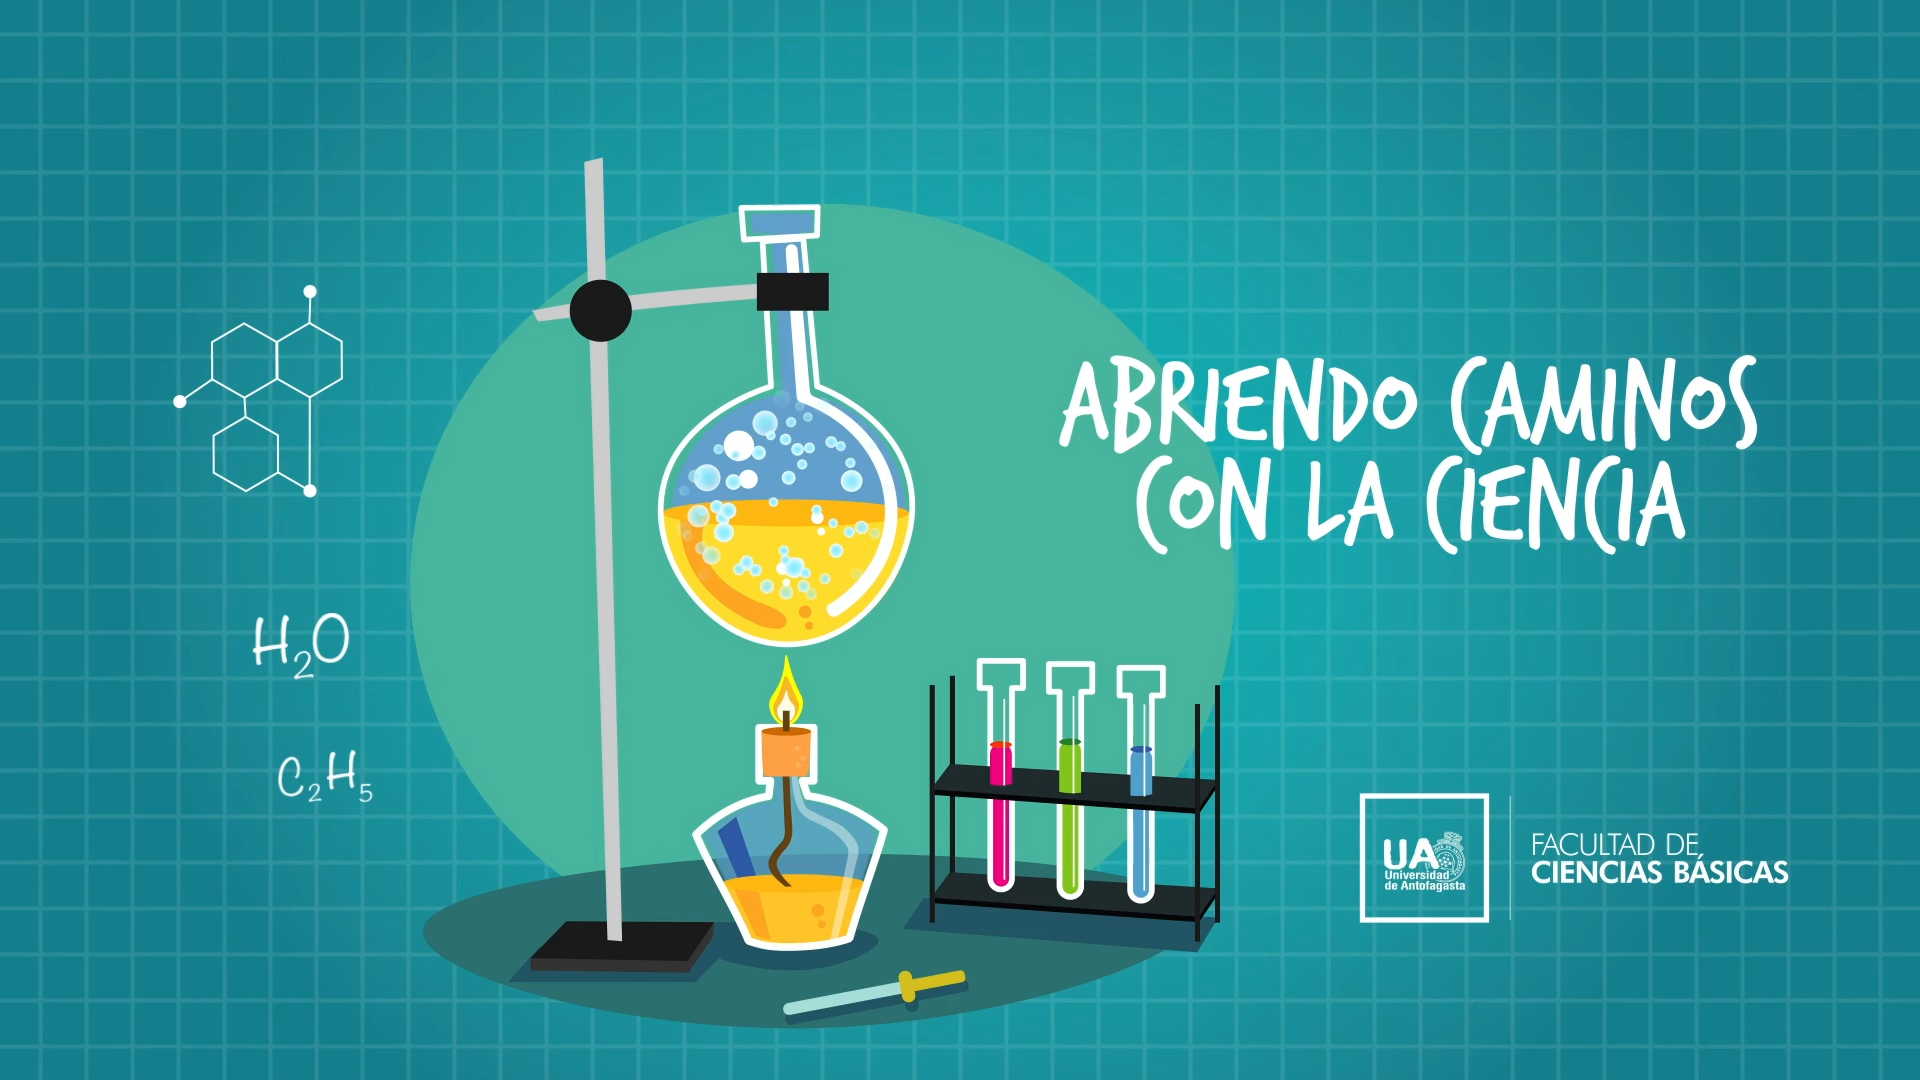 ABRIENDO CAMINOS
CON LA CIENCIA
H₂O
C₂H₅
UA
Universidad
de Antofagasta
FACULTAD DE
CIENCIAS BÁSICAS